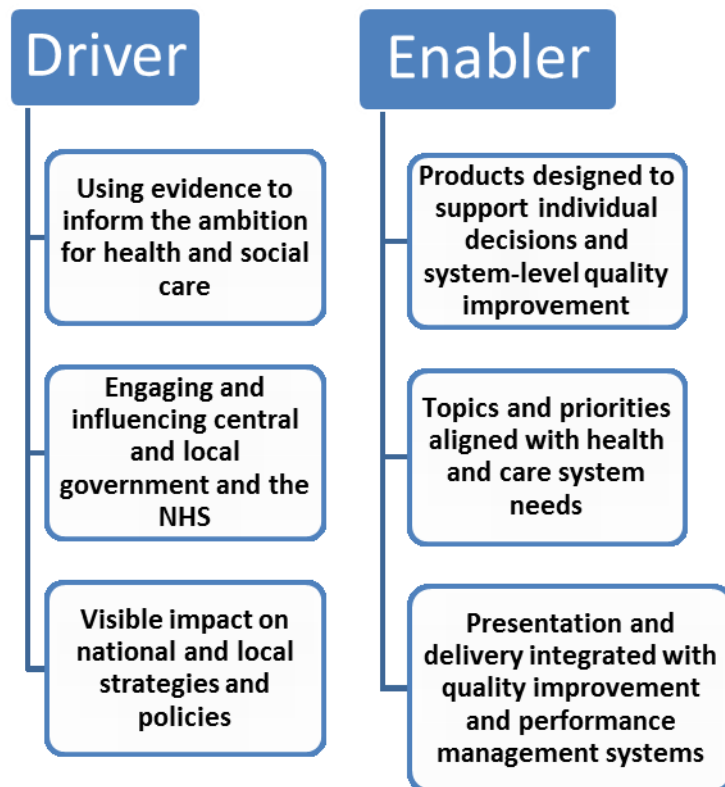 Driver
Using evidence to
inform the ambition
for health and social
care
Engaging and
influencing central
and local
government and the
NHS
Visible impact on
national and local
strategies and
policies
Enabler
Products designed to
support individual
decisions and
system-level quality
improvement
Topics and priorities
aligned with health
and care system
needs
Presentation and
delivery integrated with
quality improvement
and performance
management systems